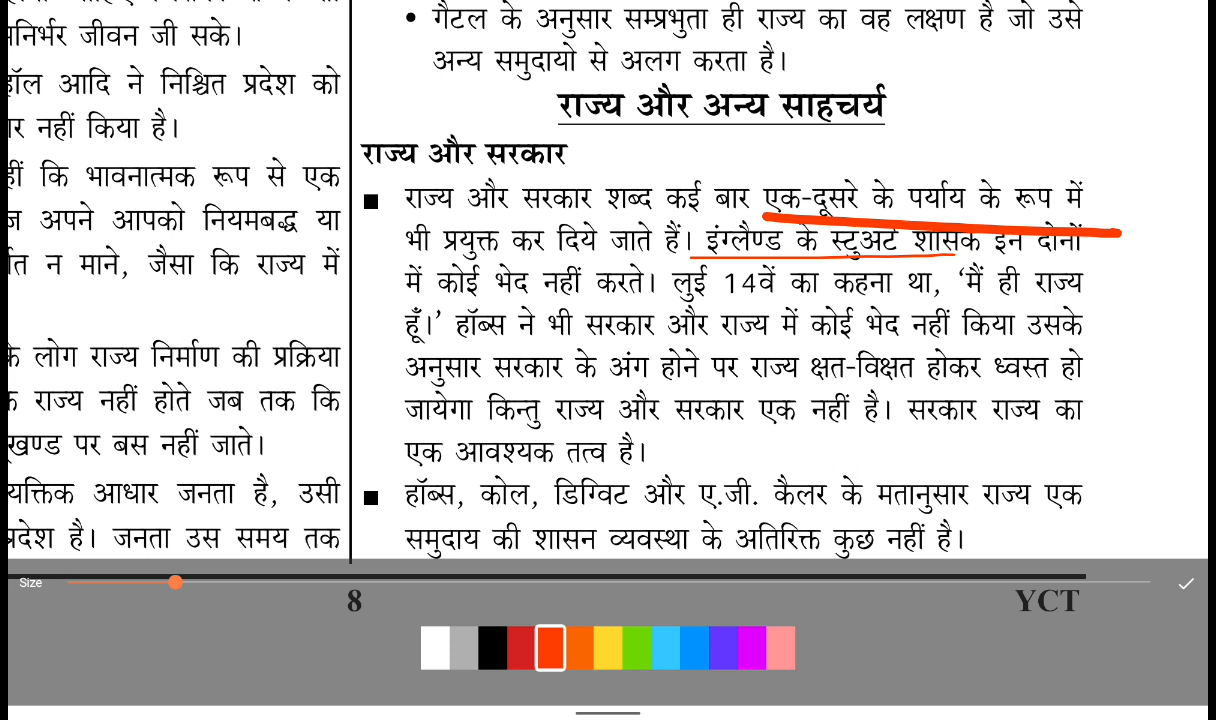 निर्भर जीवन जी सके।
हॉल आदि ने निश्चित प्रदेश को
नहीं किया है।
कि भावनात्मक रूप से एक
अपने आपको नियमबद्ध या
न माने, जैसा कि राज्य में
के लोग राज्य निर्माण की प्रक्रिया
राज्य नहीं होते जब तक कि
पर बस नहीं जाते।
आधार जनता है, उसी
प्रदेश है। जनता उस समय तक
• गैटल के अनुसार सम्प्रभुता ही राज्य का वह लक्षण है जो उसे
अन्य समुदायो से अलग करता है।
राज्य और अन्य साहचर्य
राज्य और सरकार
■ राज्य और सरकार शब्द कई बार एक-दूसरे के पर्याय के रूप में
भी प्रयुक्त कर दिये जाते हैं। इंग्लैण्ड के स्टुअर्ट शासक इन दोनों
में कोई भेद नहीं करते। लुई 14वें का कहना था, ‘मैं ही राज्य
हूँ।’ हॉब्स ने भी सरकार और राज्य में कोई भेद नहीं किया उसके
अनुसार सरकार के अंग होने पर राज्य क्षत-विक्षत होकर ध्वस्त हो
जायेगा किन्तु राज्य और सरकार एक नहीं है। सरकार राज्य का
एक आवश्यक तत्व है।
■ हॉब्स, कोल, डिग्विट और ए.जी. कैलर के मतानुसार राज्य एक
समुदाय की शासन व्यवस्था के अतिरिक्त कुछ नहीं है।
Size
8
YCT